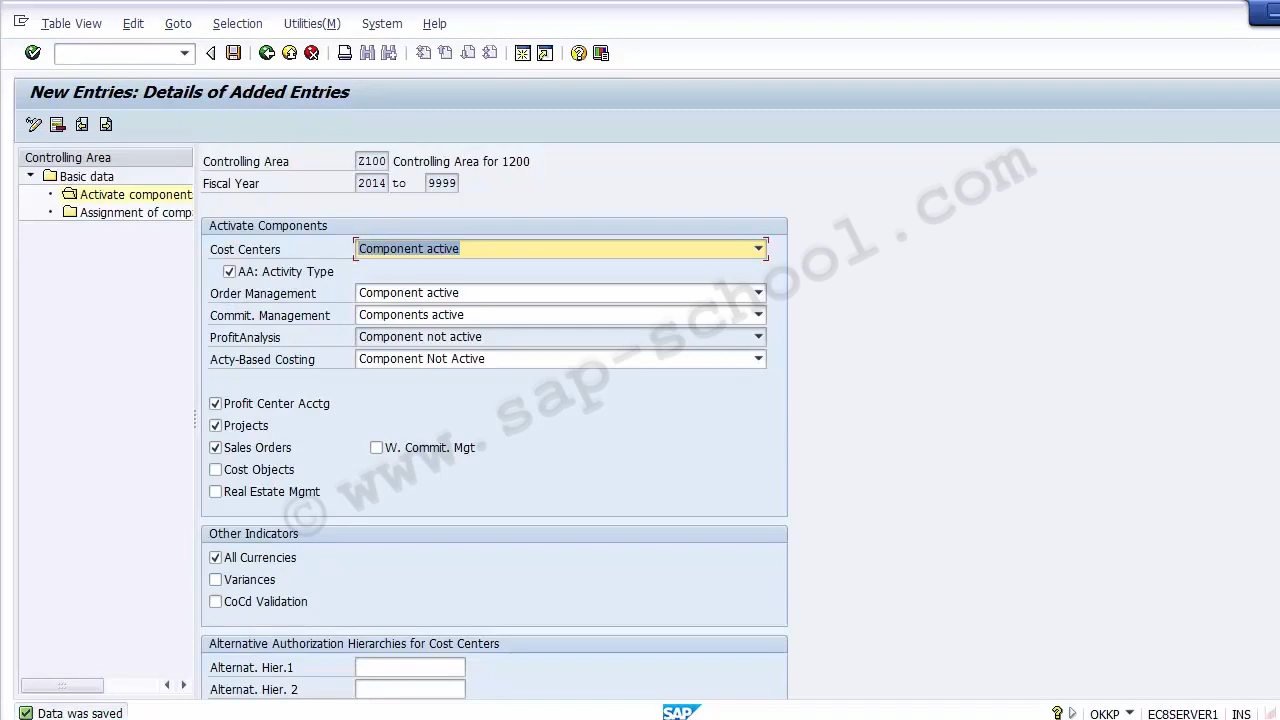 Table View Edit Goto Selection Utilities(M) System Help
New Entries: Details of Added Entries
Controlling Area
Basic data
Activate component
Assignment of comp
Controlling Area Z100 Controlling Area for 1200
Fiscal Year 2014 to 9999
Activate Components
Cost Centers Component active
AA: Activity Type
Order Management Component active
Commit. Management Components active
ProfitAnalysis Component not active
Acty-Based Costing Component Not Active
Profit Center Acctg
Projects
Sales Orders W. Commit. Mgt
Cost Objects
Real Estate Mgmt
Other Indicators
All Currencies
Variances
CoCd Validation
Alternative Authorization Hierarchies for Cost Centers
Alternat. Hier.1
Alternat. Hier. 2
© www.sap-school.com
Data was saved SAP OKKP EC8SERVER1 INS